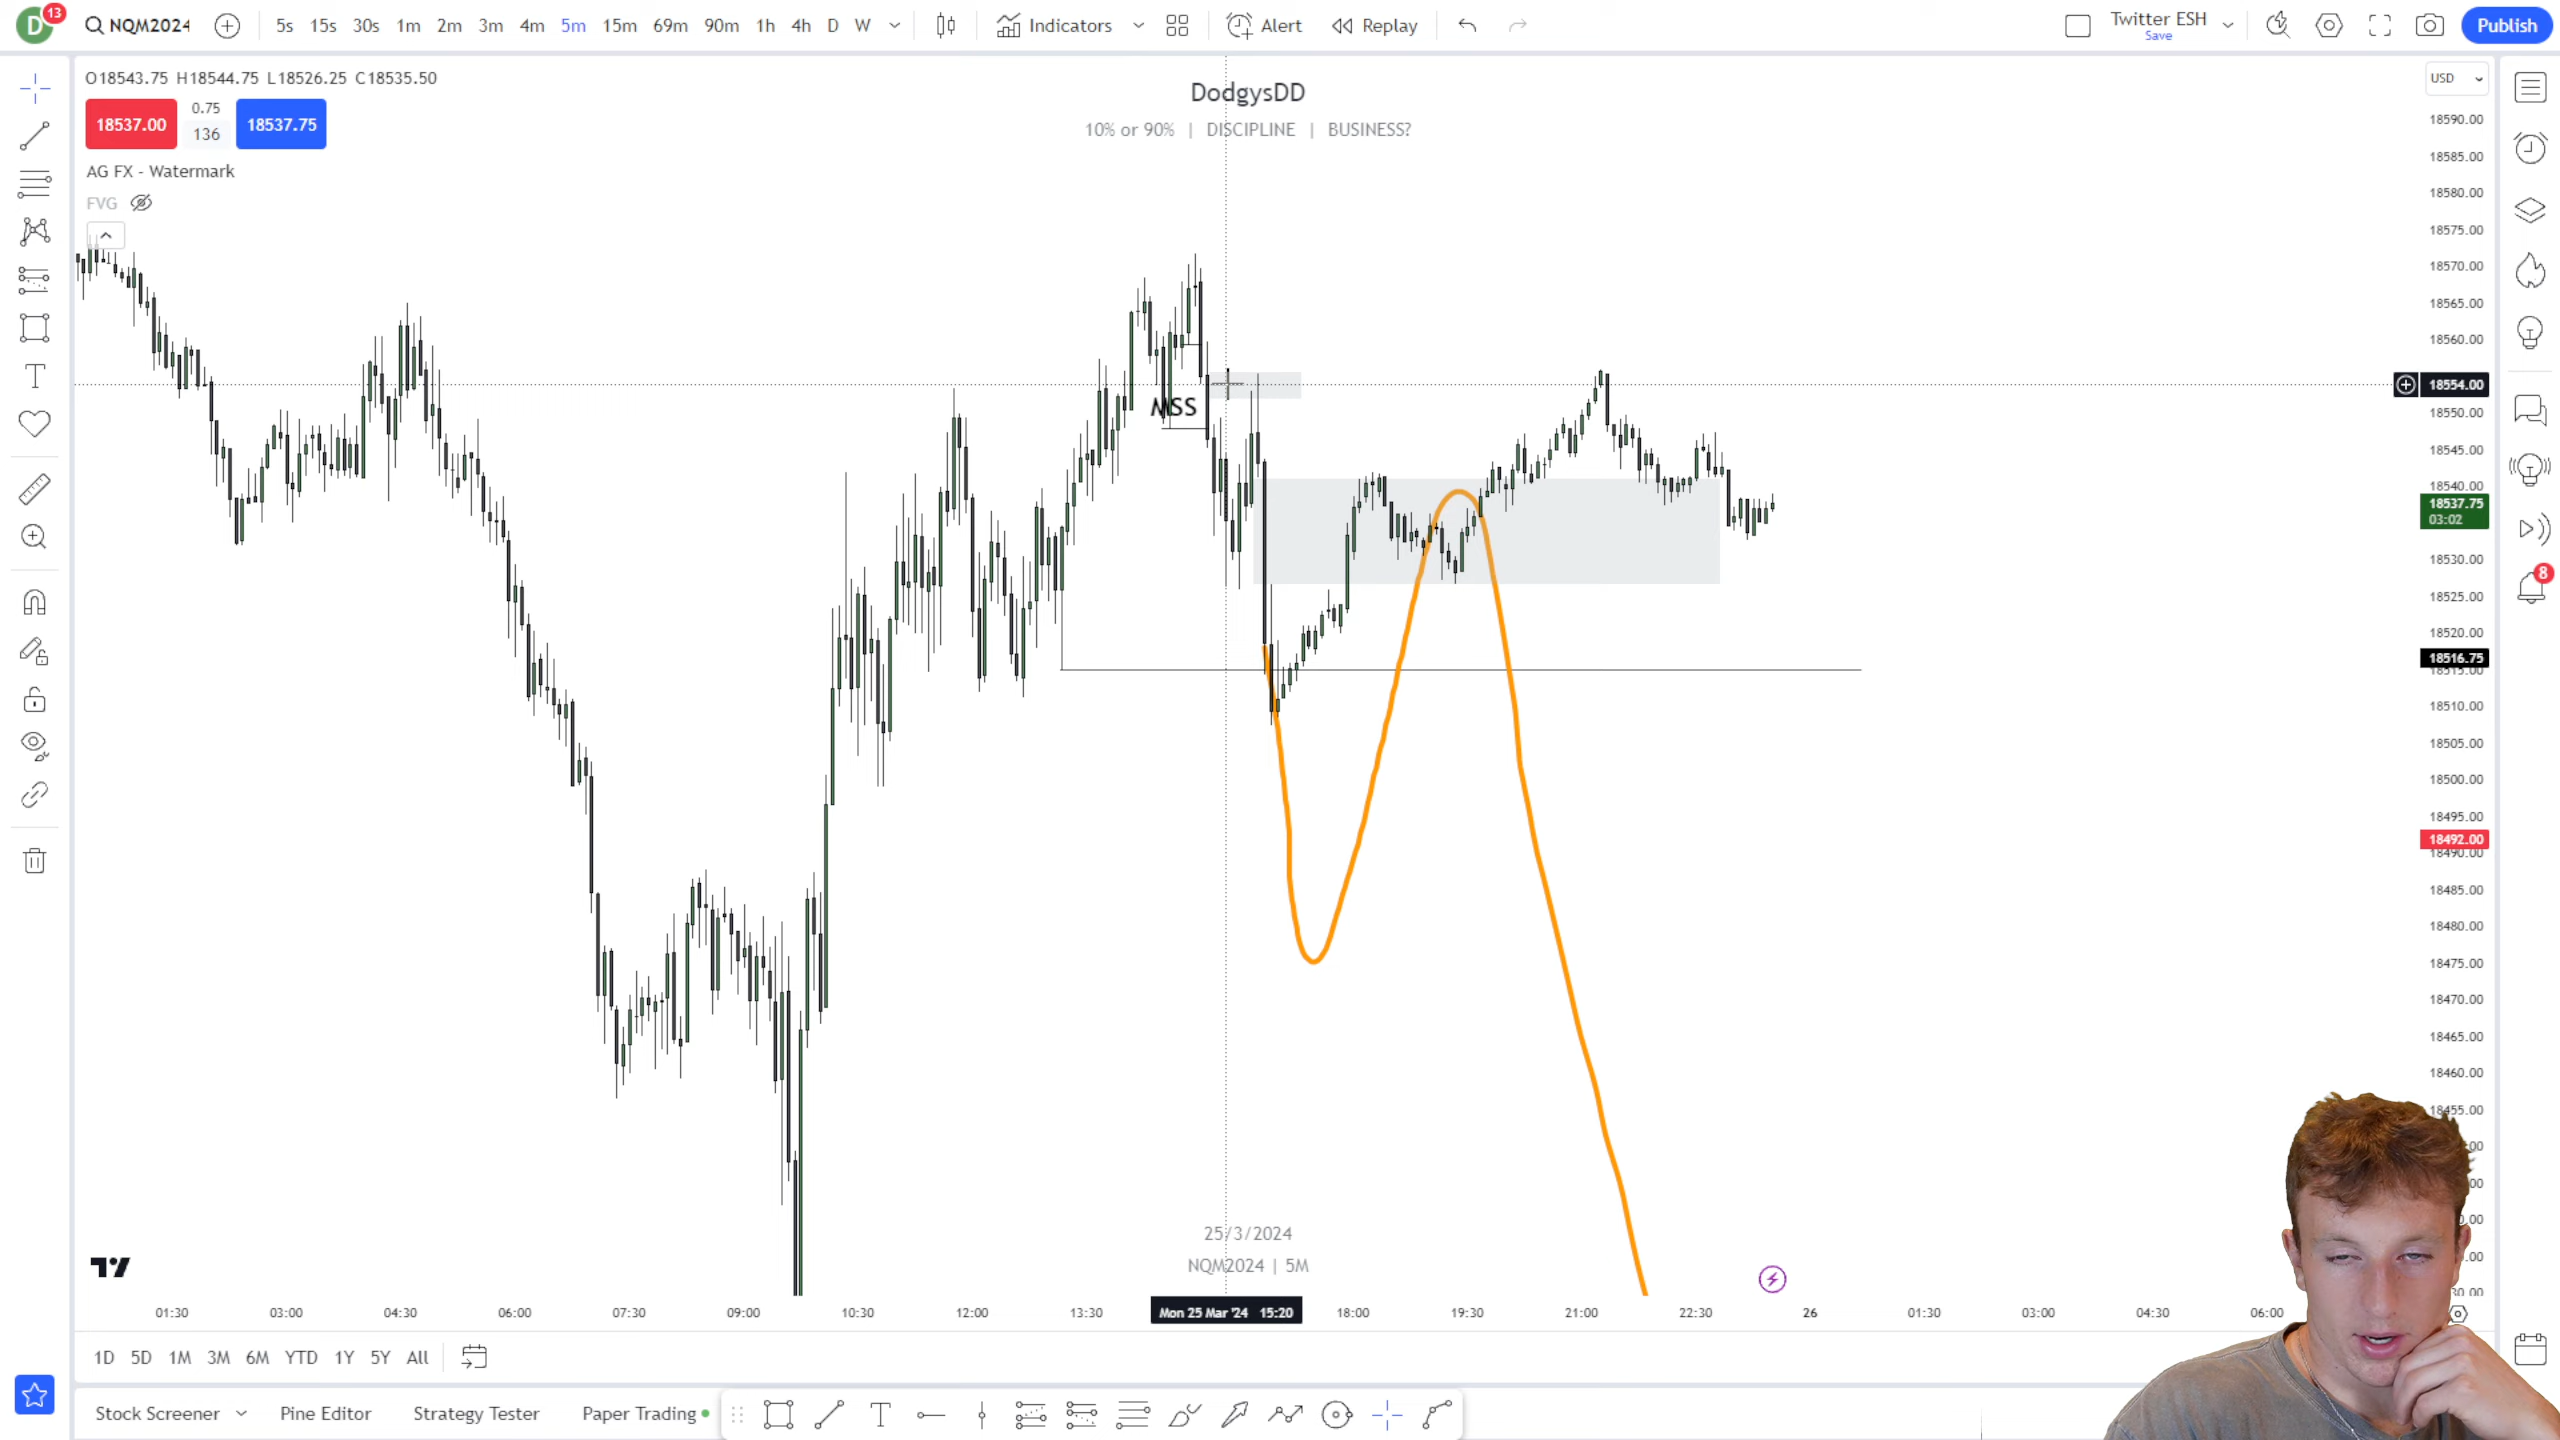 D 13 NQM2024 5s 15s 30s 1m 2m 3m 4m 5m 15m 69m 90m 1h 4h D W Indicators Alert Replay Twitter ESH Save Publish
O18543.75 H18544.75 L18526.25 C18535.50
USD
18537.00 0.75 136 18537.75
AG FX - Watermark
FVG
DodgysDD
10% or 90% | DISCIPLINE | BUSINESS?
MSS
18590.00
18585.00
18580.00
18575.00
18570.00
18565.00
18560.00
18554.00
18550.00
18545.00
18540.00
18537.75
03:02
18530.00
18525.00
18520.00
18516.75
18510.00
18505.00
18500.00
18495.00
18492.00
18490.00
18485.00
18480.00
18475.00
18470.00
18465.00
18460.00
18455.00
8
25/3/2024
NQM2024 | 5M
01:30 03:00 04:30 06:00 07:30 09:00 10:30 12:00 13:30 Mon 25 Mar '24 15:20 18:00 19:30 21:00 22:30 26 01:30 03:00 04:30 06:00
1D 5D 1M 3M 6M YTD 1Y 5Y All
Stock Screener Pine Editor Strategy Tester Paper Trading